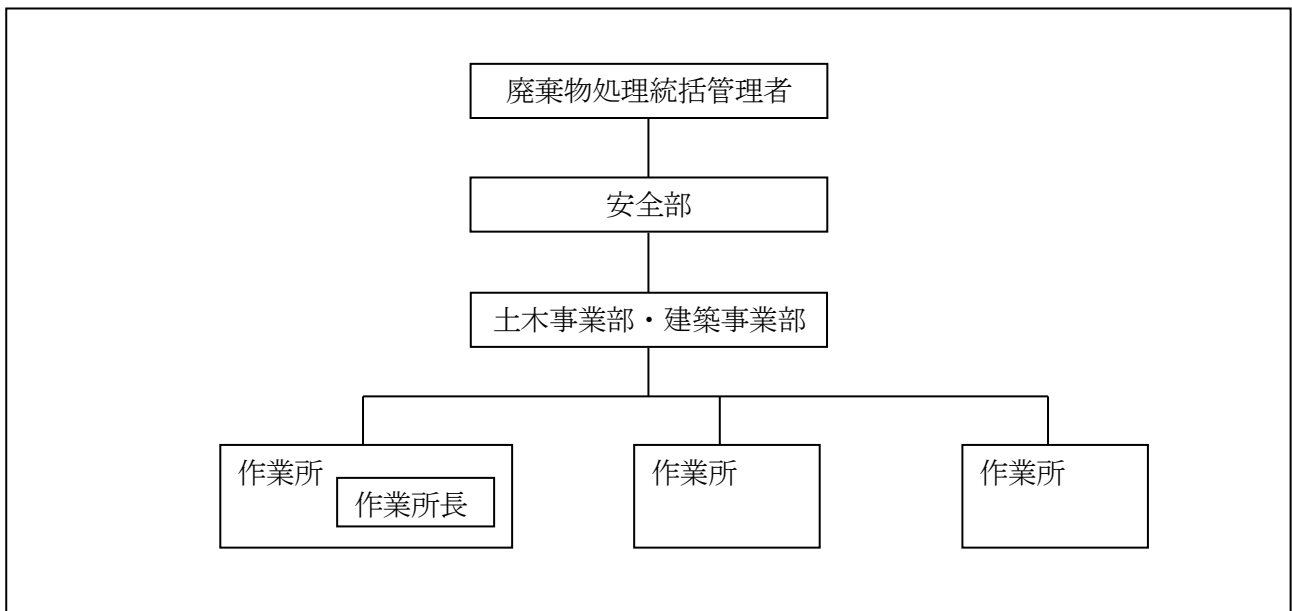 廃棄物処理統括管理者
安全部
土木事業部・建築事業部
作業所
作業所長
作業所
作業所